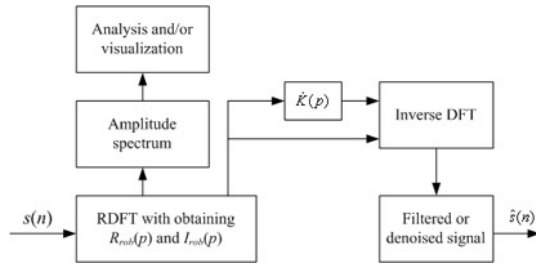 Analysis and/or
visualization
Amplitude
spectrum
K̇(p)
Inverse DFT
s(n)
RDFT with obtaining
R_rob(p) and I_rob(p)
Filtered or
denoised signal
ŝ(n)